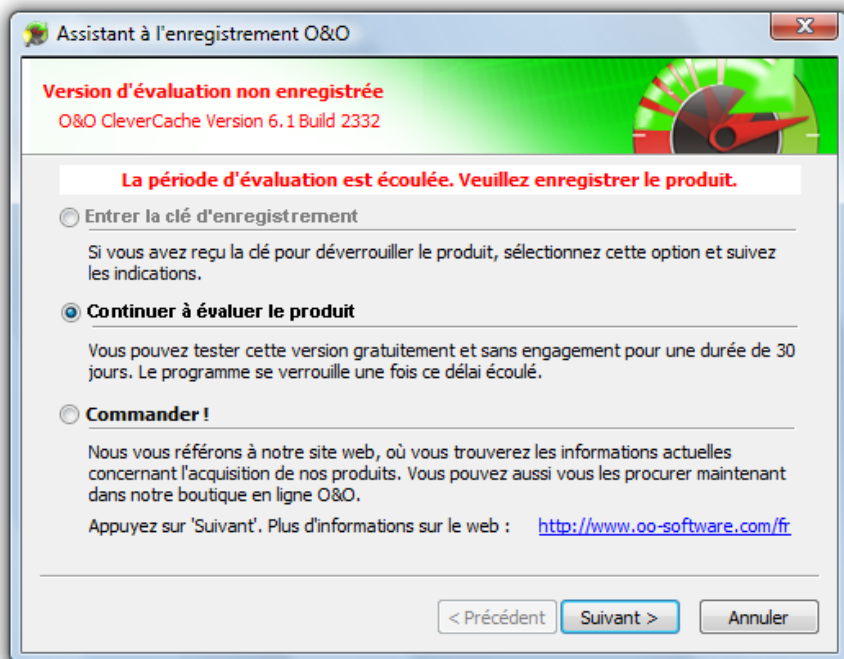 Assistant à l'enregistrement O&O
Version d'évaluation non enregistrée
O&O CleverCache Version 6.1 Build 2332
La période d'évaluation est écoulée. Veuillez enregistrer le produit.
Entrer la clé d'enregistrement
Si vous avez reçu la clé pour déverrouiller le produit, sélectionnez cette option et suivez
les indications.
Continuer à évaluer le produit
Vous pouvez tester cette version gratuitement et sans engagement pour une durée de 30
jours. Le programme se verrouille une fois ce délai écoulé.
Commander !
Nous vous référons à notre site web, où vous trouverez les informations actuelles
concernant l'acquisition de nos produits. Vous pouvez aussi vous les procurer maintenant
dans notre boutique en ligne O&O.
Appuyez sur 'Suivant'. Plus d'informations sur le web : http://www.oo-software.com/fr
< Précédent Suivant > Annuler